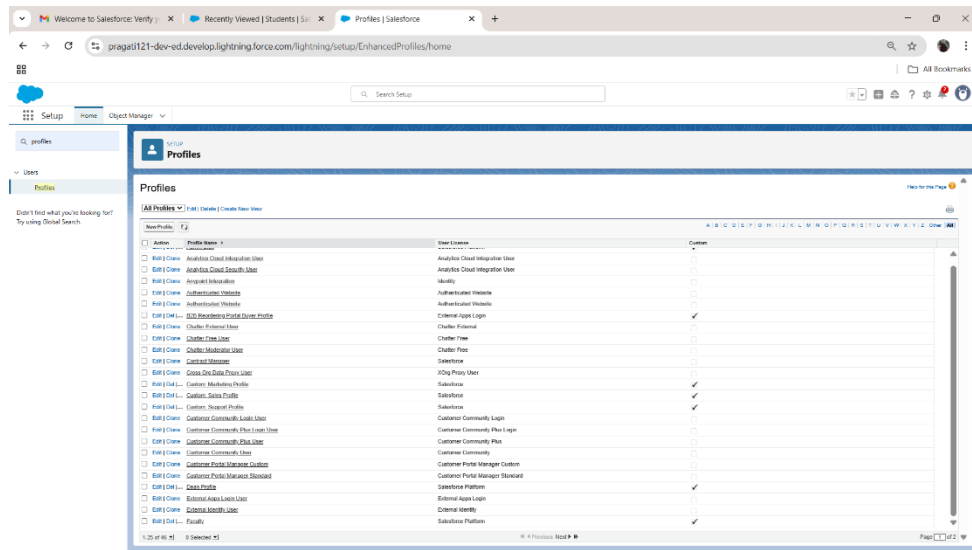 Welcome to Salesforce: Verify y
Recently Viewed | Students | Sal
Profiles | Salesforce
pragati121-dev-ed.develop.lightning.force.com/lightning/setup/EnhancedProfiles/home
All Bookmarks
Search Setup
Setup Home Object Manager
profiles
Users
Profiles
Didn't find what you're looking for?
Try using Global Search.
SETUP
Profiles
Profiles
Help for this Page
All Profiles Edit | Delete | Create New View
New Profile A | B | C | D | E | F | G | H | I | J | K | L | M | N | O | P | Q | R | S | T | U | V | W | X | Y | Z | Other | All
Action Profile Name User License Custom
Edit | Clone Analytics Cloud Integration User Analytics Cloud Integration User
Edit | Clone Analytics Cloud Security User Analytics Cloud Integration User
Edit | Clone Anypoint Integration Identity
Edit | Clone Authenticated Website Authenticated Website
Edit | Clone Authenticated Website Authenticated Website
Edit | Del |... B2B Reordering Portal Buyer Profile External Apps Login
Edit | Clone Chatter External User Chatter External
Edit | Clone Chatter Free User Chatter Free
Edit | Clone Chatter Moderator User Chatter Free
Edit | Clone Contract Manager Salesforce
Edit | Clone Cross Org Data Proxy User XOrg Proxy User
Edit | Del |... Custom: Marketing Profile Salesforce
Edit | Del |... Custom: Sales Profile Salesforce
Edit | Del |... Custom: Support Profile Salesforce
Edit | Clone Customer Community Login User Customer Community Login
Edit | Clone Customer Community Plus Login User Customer Community Plus Login
Edit | Clone Customer Community Plus User Customer Community Plus
Edit | Clone Customer Community User Customer Community
Edit | Clone Customer Portal Manager Custom Customer Portal Manager Custom
Edit | Clone Customer Portal Manager Standard Customer Portal Manager Standard
Edit | Del |... Dean Profile Salesforce Platform
Edit | Clone External Apps Login User External Apps Login
Edit | Clone External Identity User External Identity
Edit | Del |... Faculty Salesforce Platform
1-25 of 46 0 Selected Previous Next Page 1 of 2